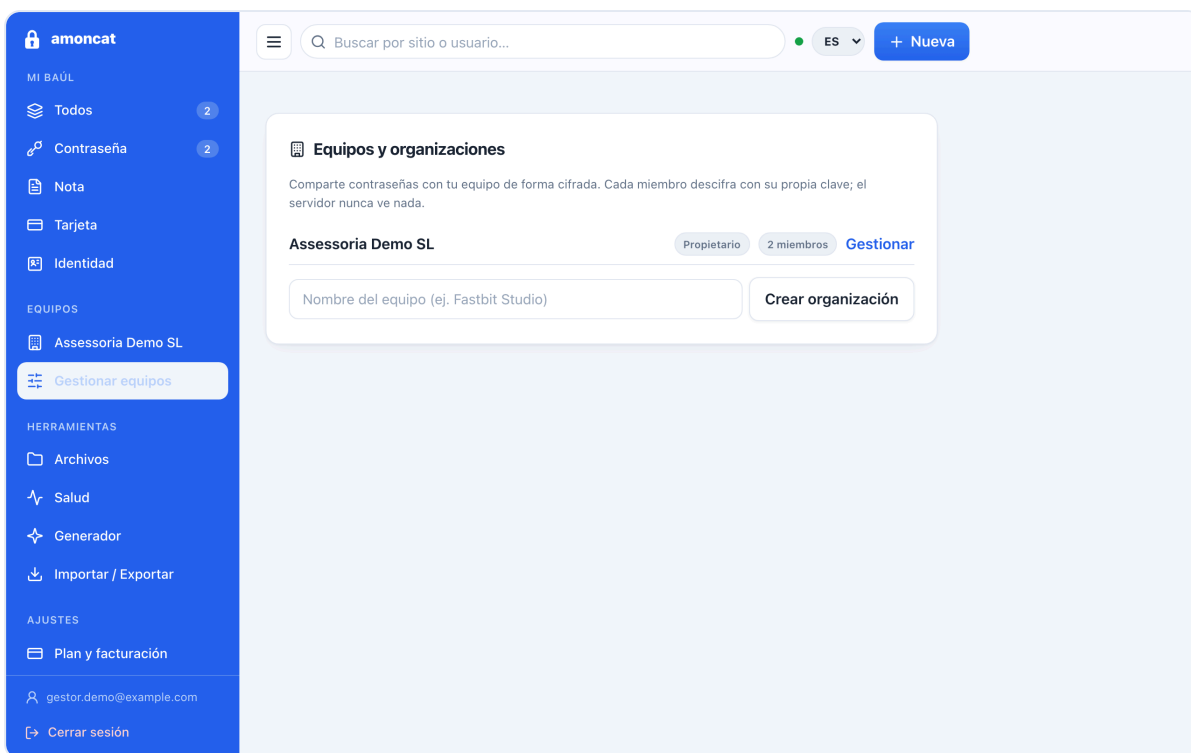 amoncat
MI BAÚL
Todos 2
Contraseña 2
Nota
Tarjeta
Identidad
EQUIPOS
Assessoria Demo SL
Gestionar equipos
HERRAMIENTAS
Archivos
Salud
Generador
Importar / Exportar
AJUSTES
Plan y facturación
gestor.demo@example.com
Cerrar sesión
Buscar por sitio o usuario...
ES
+ Nueva
Equipos y organizaciones
Comparte contraseñas con tu equipo de forma cifrada. Cada miembro descifra con su propia clave; el
servidor nunca ve nada.
Assessoria Demo SL Propietario 2 miembros Gestionar
Nombre del equipo (ej. Fastbit Studio) Crear organización